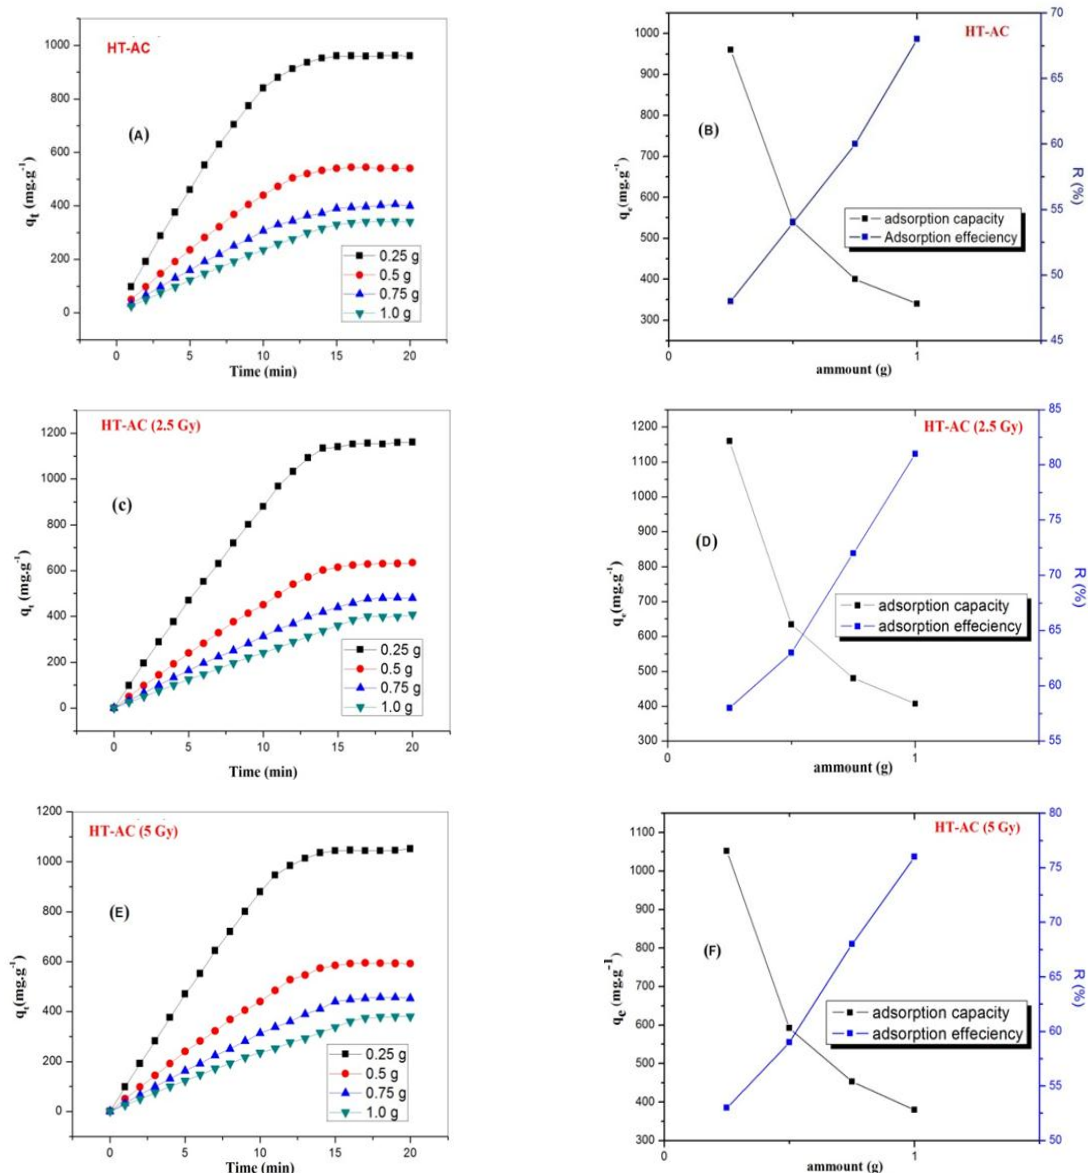 HT-AC
(A)
1000
800
600
400
200
0
q_t (mg.g⁻¹)
0.25 g
0.5 g
0.75 g
1.0 g
0 5 10 15 20
Time (min)
HT-AC
(B)
1000
900
800
700
600
500
400
300
q_e(mg.g⁻¹)
70
65
60
55
50
45
R (%)
adsorption capacity
Adsorption effeciency
0 1
ammount (g)
HT-AC (2.5 Gy)
(c)
1200
1000
800
600
400
200
0
q_t (mg.g⁻¹)
0.25 g
0.5 g
0.75 g
1.0 g
0 5 10 15 20
Time (min)
HT-AC (2.5 Gy)
(D)
1200
1100
1000
900
800
700
600
500
400
300
q_e(mg.g⁻¹)
85
80
75
70
65
60
55
R (%)
adsorption capacity
adsorption effeciency
0 1
ammount (g)
HT-AC (5 Gy)
(E)
1200
1000
800
600
400
200
0
q_t(mg.g⁻¹)
0.25 g
0.5 g
0.75 g
1.0 g
0 5 10 15 20
Time (min)
HT-AC (5 Gy)
(F)
1100
1000
900
800
700
600
500
400
300
qe (mg.g⁻¹)
80
75
70
65
60
55
50
R (%)
adsorption capacity
adsorption effeciency
0 1
ammount (g)